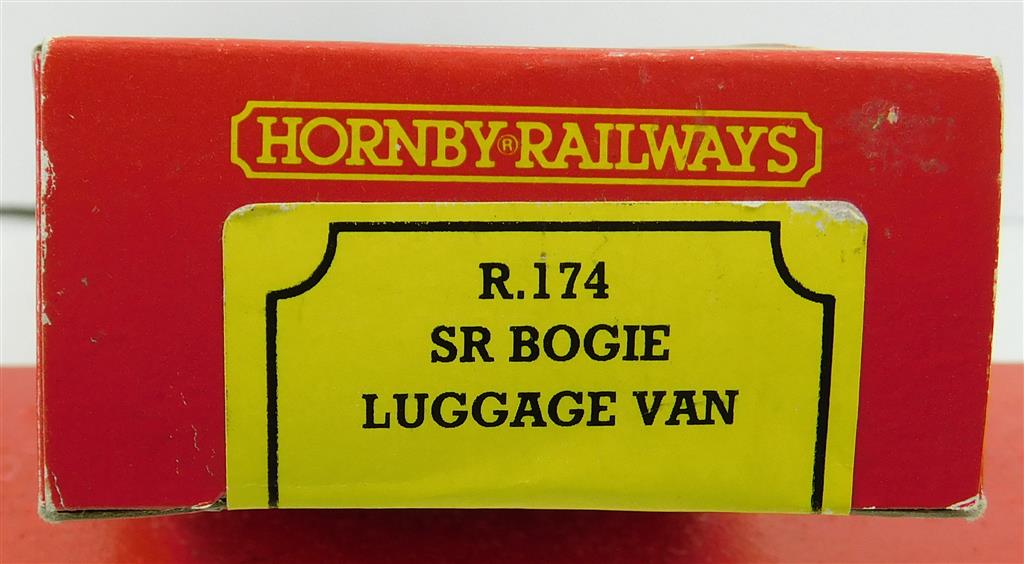 HORNBY® RAILWAYS
R.174
SR BOGIE
LUGGAGE VAN